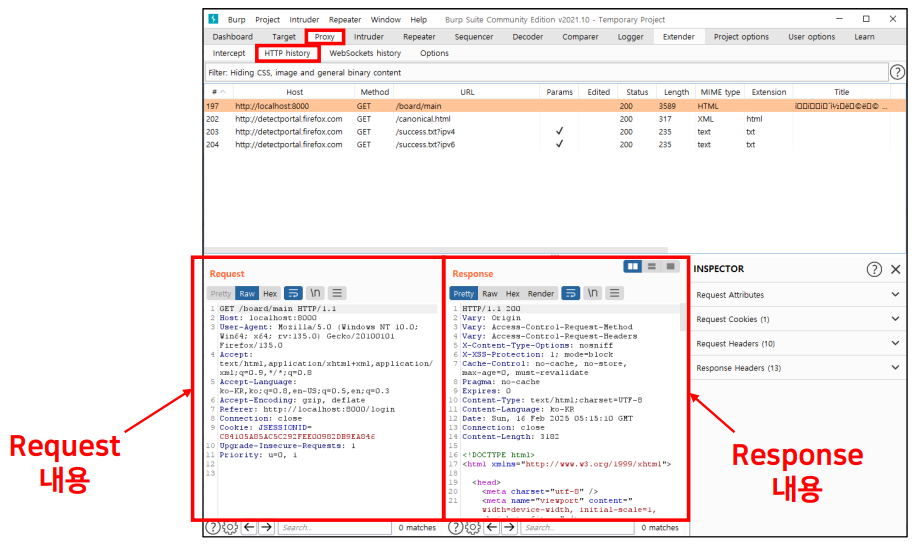 Burp Project Intruder Repeater Window Help Burp Suite Community Edition v2021.10 - Temporary Project
Dashboard Target Proxy Intruder Repeater Sequencer Decoder Comparer Logger Extender Project options User options Learn
Intercept HTTP history WebSockets history Options
Filter: Hiding CSS, image and general binary content
# Host Method URL Params Edited Status Length MIME type Extension Title
197 http://localhost:8000 GET /board/main 200 3589 HTML
202 http://detectportal.firefox.com GET /canonical.html 200 317 XML html
203 http://detectportal.firefox.com GET /success.txt?ipv4 ✓ 200 235 text txt
204 http://detectportal.firefox.com GET /success.txt?ipv6 ✓ 200 235 text txt
Request
Pretty Raw Hex \n
1 GET /board/main HTTP/1.1
2 Host: localhost:8000
3 User-Agent: Mozilla/5.0 (Windows NT 10.0;
Win64; x64; rv:135.0) Gecko/20100101
Firefox/135.0
4 Accept:
text/html,application/xhtml+xml,application/
xml;q=0.9,*/*;q=0.8
5 Accept-Language:
ko-KR,ko;q=0.8,en-US;q=0.5,en;q=0.3
6 Accept-Encoding: gzip, deflate
7 Referer: http://localhost:8000/login
8 Connection: close
9 Cookie: JSESSIONID=
10 Upgrade-Insecure-Requests: 1
11 Priority: u=0, i
12
13
Search... 0 matches
Response
Pretty Raw Hex Render \n
1 HTTP/1.1 200
2 Vary: Origin
3 Vary: Access-Control-Request-Method
4 Vary: Access-Control-Request-Headers
5 X-Content-Type-Options: nosniff
6 X-XSS-Protection: 1; mode=block
7 Cache-Control: no-cache, no-store,
max-age=0, must-revalidate
8 Pragma: no-cache
9 Expires: 0
10 Content-Type: text/html;charset=UTF-8
11 Content-Language: ko-KR
12 Date: Sun, 16 Feb 2025 05:15:10 GMT
13 Connection: close
14 Content-Length: 3182
15
16 <!DOCTYPE html>
17 <html xmlns="http://www.w3.org/1999/xhtml">
18
19 <head>
20 <meta charset="utf-8" />
21 <meta name="viewport" content="
width=device-width, initial-scale=1,
Search... 0 matches
INSPECTOR
Request Attributes
Request Cookies (1)
Request Headers (10)
Response Headers (13)
Request
내용
Response
내용